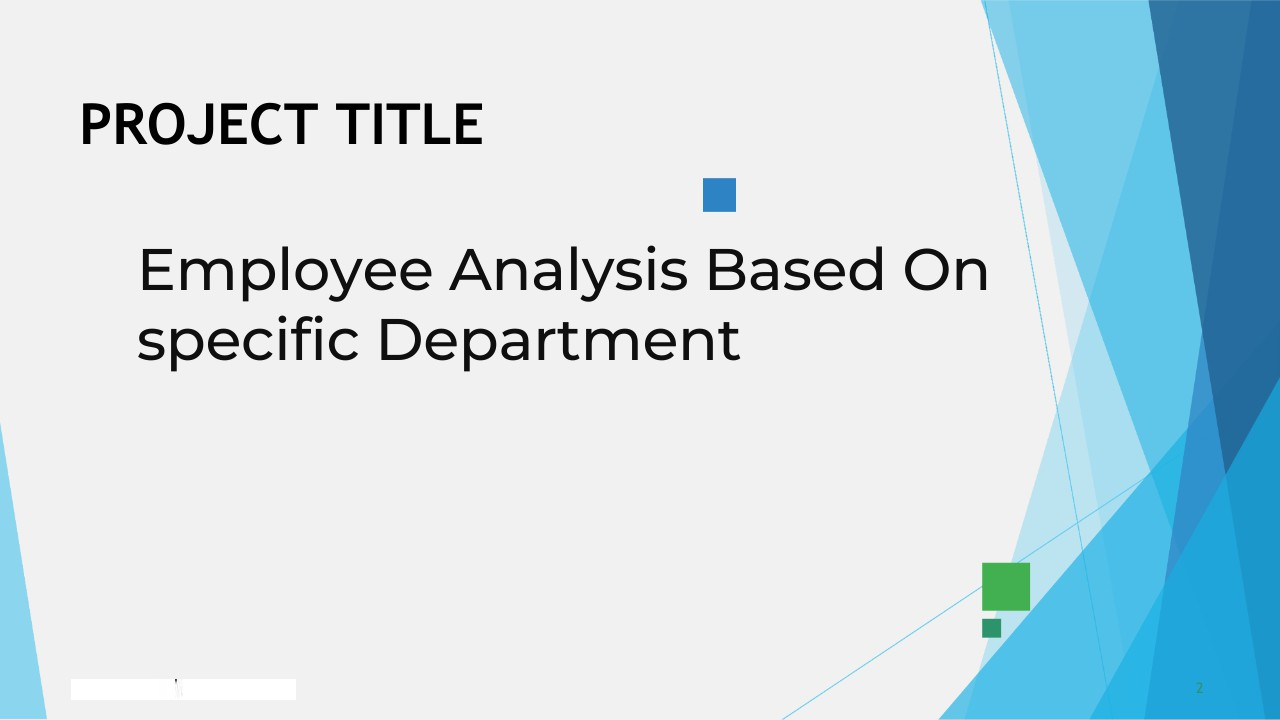 PROJECT TITLE
Employee Analysis Based On
specific Department
2